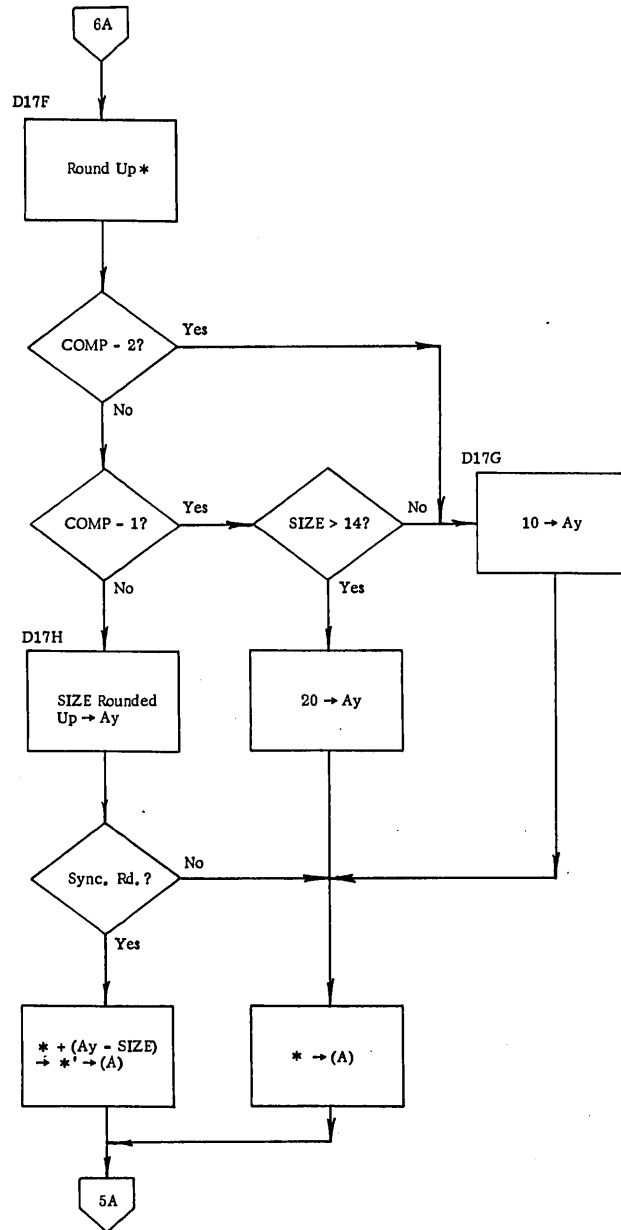 6A
D17F
Round Up *
COMP - 2?
Yes
No
D17G
COMP - 1?
Yes
SIZE > 14?
No
10 → Ay
No
Yes
D17H
SIZE Rounded
Up → Ay
20 → Ay
Sync. Rd. ?
No
Yes
* + (Ay - SIZE)
→ *' → (A)
* → (A)
5A